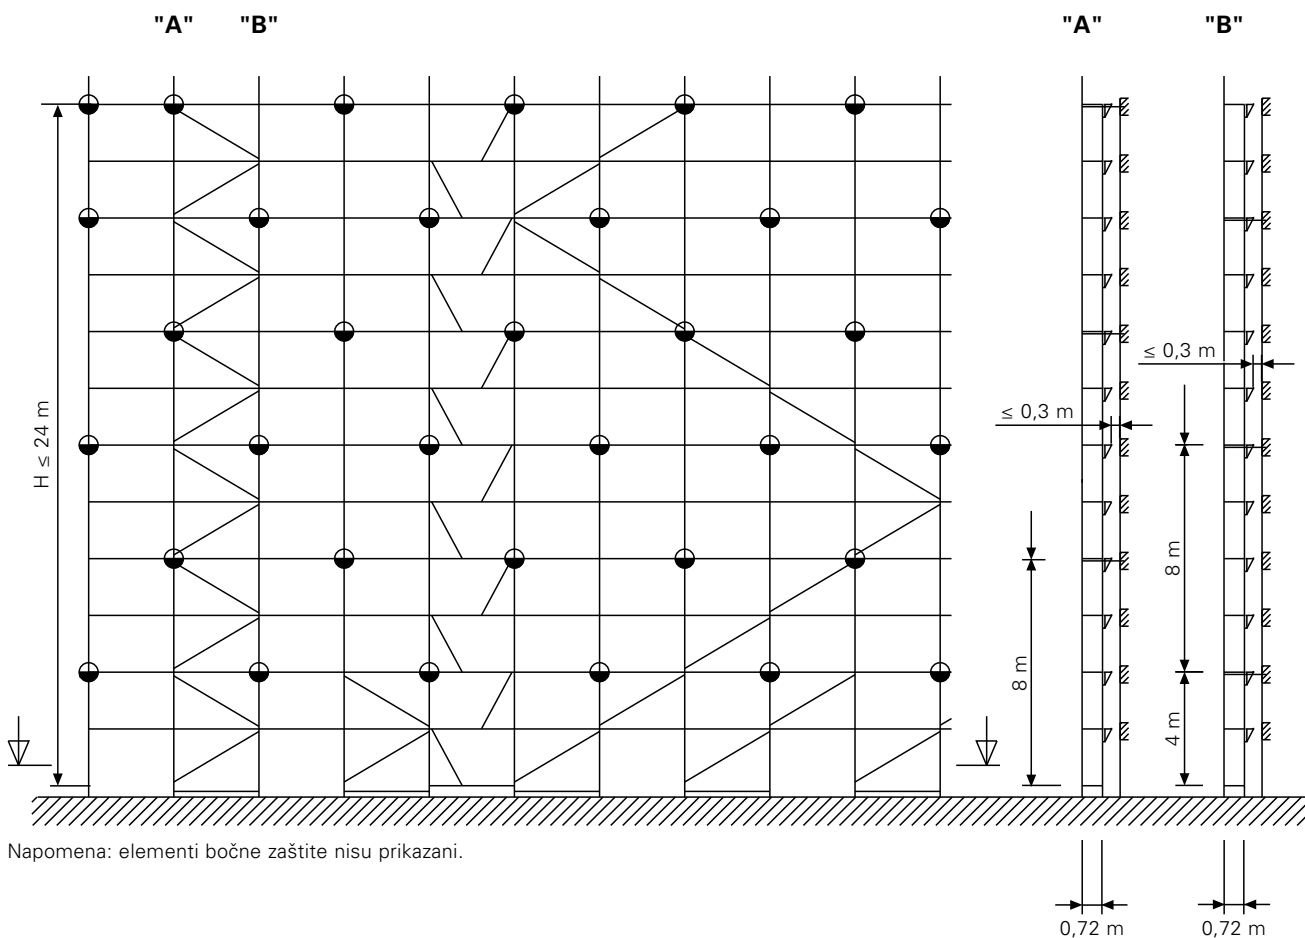 "A" "B" "A" "B"
≤ 0,3 m
≤ 0,3 m
H ≤ 24 m
8 m
8 m
4 m
Napomena: elementi bočne zaštite nisu prikazani.
0,72 m 0,72 m